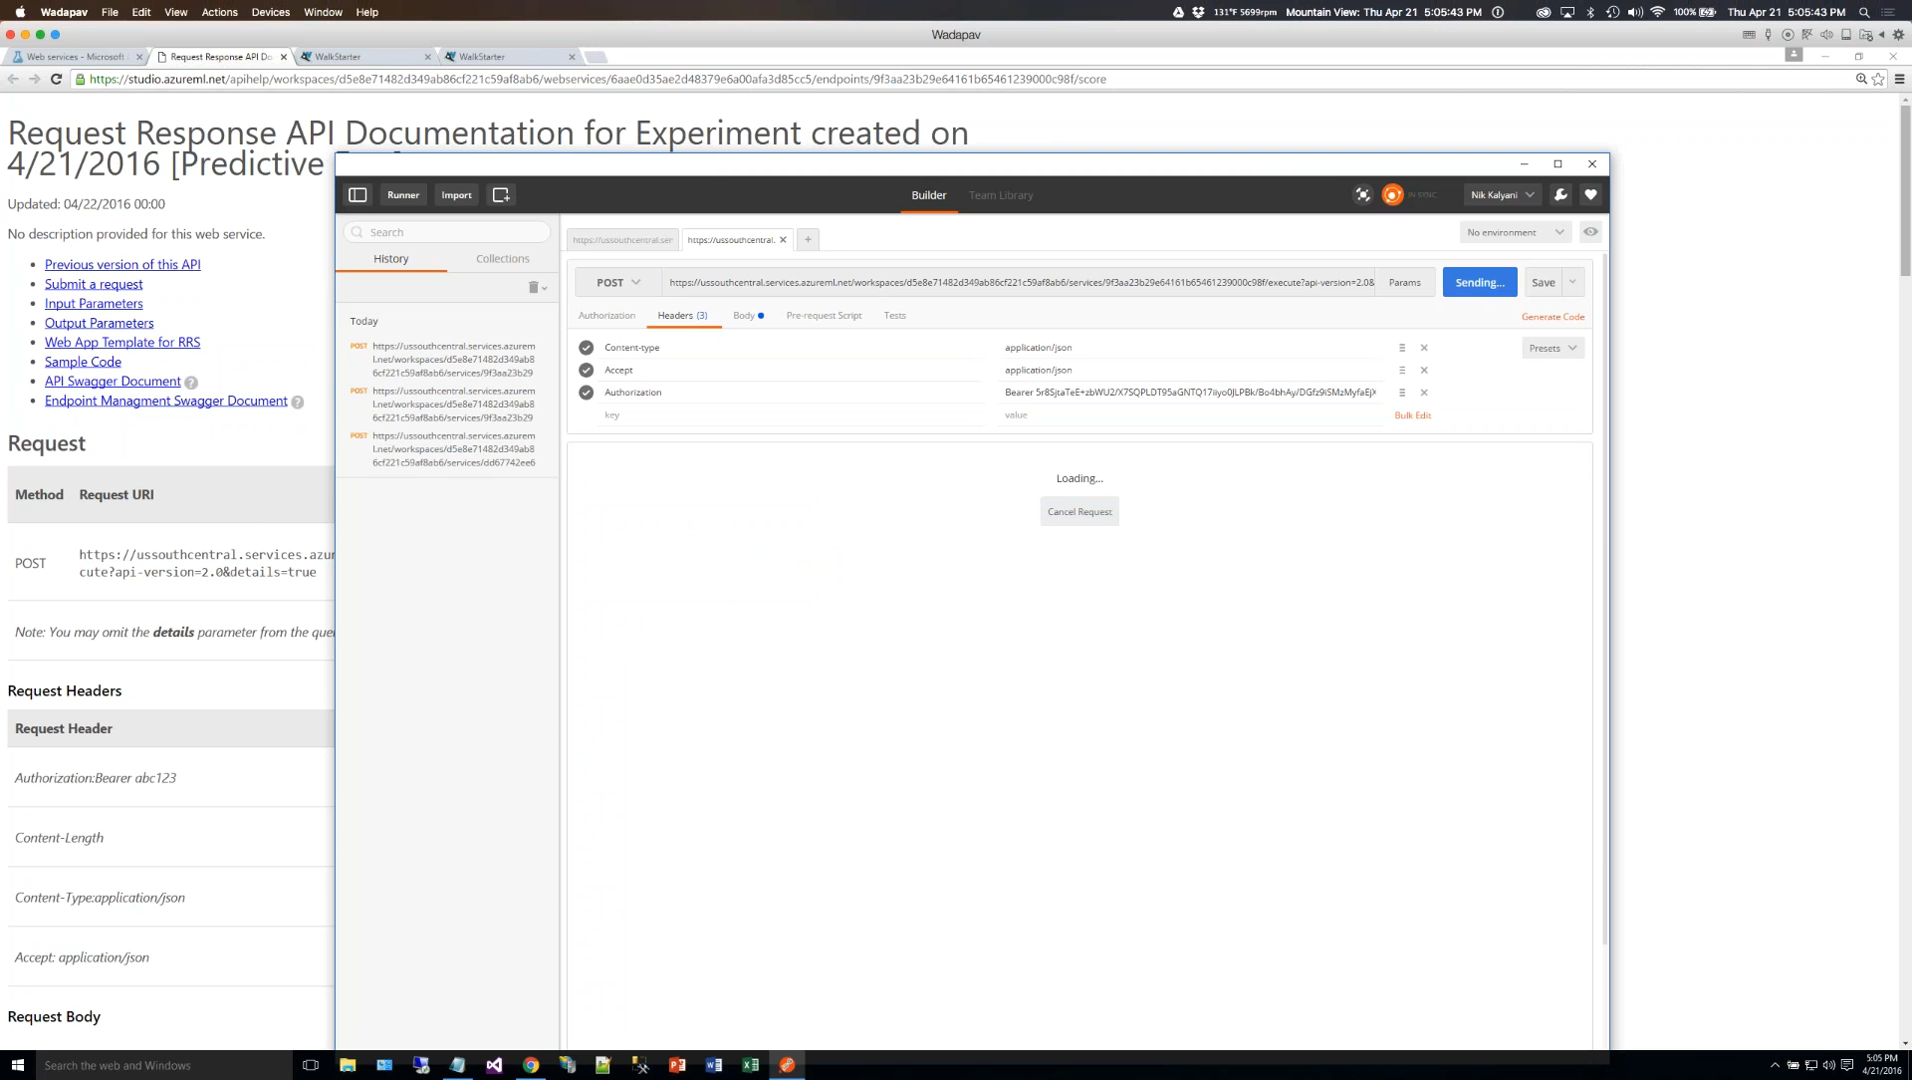 Wadapav File Edit View Actions Devices Window Help
131°F 5699rpm Mountain View: Thu Apr 21 5:05:43 PM 100% Thu Apr 21 5:05:43 PM
Wadapav
Web services - Microsoft Request Response API Do WalkStarter WalkStarter
https://studio.azureml.net/apihelp/workspaces/d5e8e71482d349ab86cf221c59af8ab6/webservices/6aae0d35ae2d48379e6a00afa3d85cc5/endpoints/9f3aa23b29e64161b65461239000c98f/score
Request Response API Documentation for Experiment created on
4/21/2016 [Predictive
Updated: 04/22/2016 00:00
No description provided for this web service.
• Previous version of this API
• Submit a request
• Input Parameters
• Output Parameters
• Web App Template for RRS
• Sample Code
• API Swagger Document ?
• Endpoint Managment Swagger Document ?
Request
Method Request URI
POST
https://ussouthcentral.services.azur
cute?api-version=2.0&details=true
Note: You may omit the details parameter from the que
Request Headers
Request Header
Authorization:Bearer abc123
Content-Length
Content-Type:application/json
Accept: application/json
Request Body
Runner Import Builder Team Library IN SYNC Nik Kalyani
Search
History Collections
Today
POST https://ussouthcentral.services.azurem
l.net/workspaces/d5e8e71482d349ab8
6cf221c59af8ab6/services/9f3aa23b29
POST https://ussouthcentral.services.azurem
l.net/workspaces/d5e8e71482d349ab8
6cf221c59af8ab6/services/9f3aa23b29
POST https://ussouthcentral.services.azurem
l.net/workspaces/d5e8e71482d349ab8
6cf221c59af8ab6/services/dd67742ee6
https://ussouthcentral.ser https://ussouthcentral. No environment
POST https://ussouthcentral.services.azureml.net/workspaces/d5e8e71482d349ab86cf221c59af8ab6/services/9f3aa23b29e64161b65461239000c98f/execute?api-version=2.0& Params Sending... Save
Authorization Headers (3) Body Pre-request Script Tests Generate Code
Content-type application/json Presets
Accept application/json
Authorization Bearer
key value Bulk Edit
Loading...
Cancel Request
Search the web and Windows
5:05 PM
4/21/2016